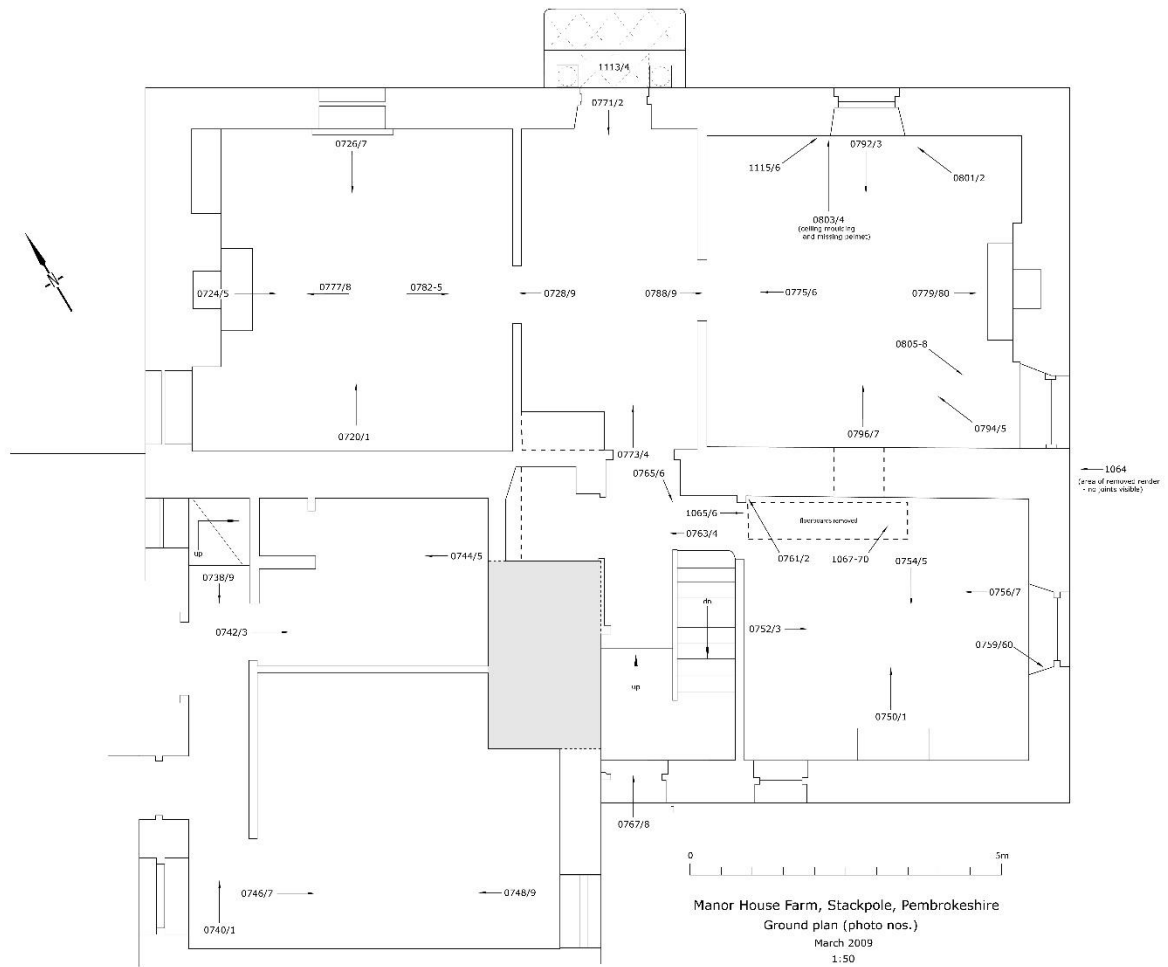 1113/4
0771/2
0726/7
0792/3
1115/6
0801/2
0803/4
(ceiling moulding
and missing pelmet)
N
0724/5
0777/8
0782-5
0728/9
0788/9
0775/6
0779/80
0805-8
0794/5
0720/1
0796/7
0773/4
0765/6
1064
(area of removed render
- no joints visible)
1065/6
floorboards removed
0763/4
0744/5
up
0761/2
1067-70
0754/5
0738/9
0756/7
dn
0742/3
0752/3
0759/60
up
0750/1
0767/8
0 5m
0746/7
0748/9
0740/1
Manor House Farm, Stackpole, Pembrokeshire
Ground plan (photo nos.)
March 2009
1:50